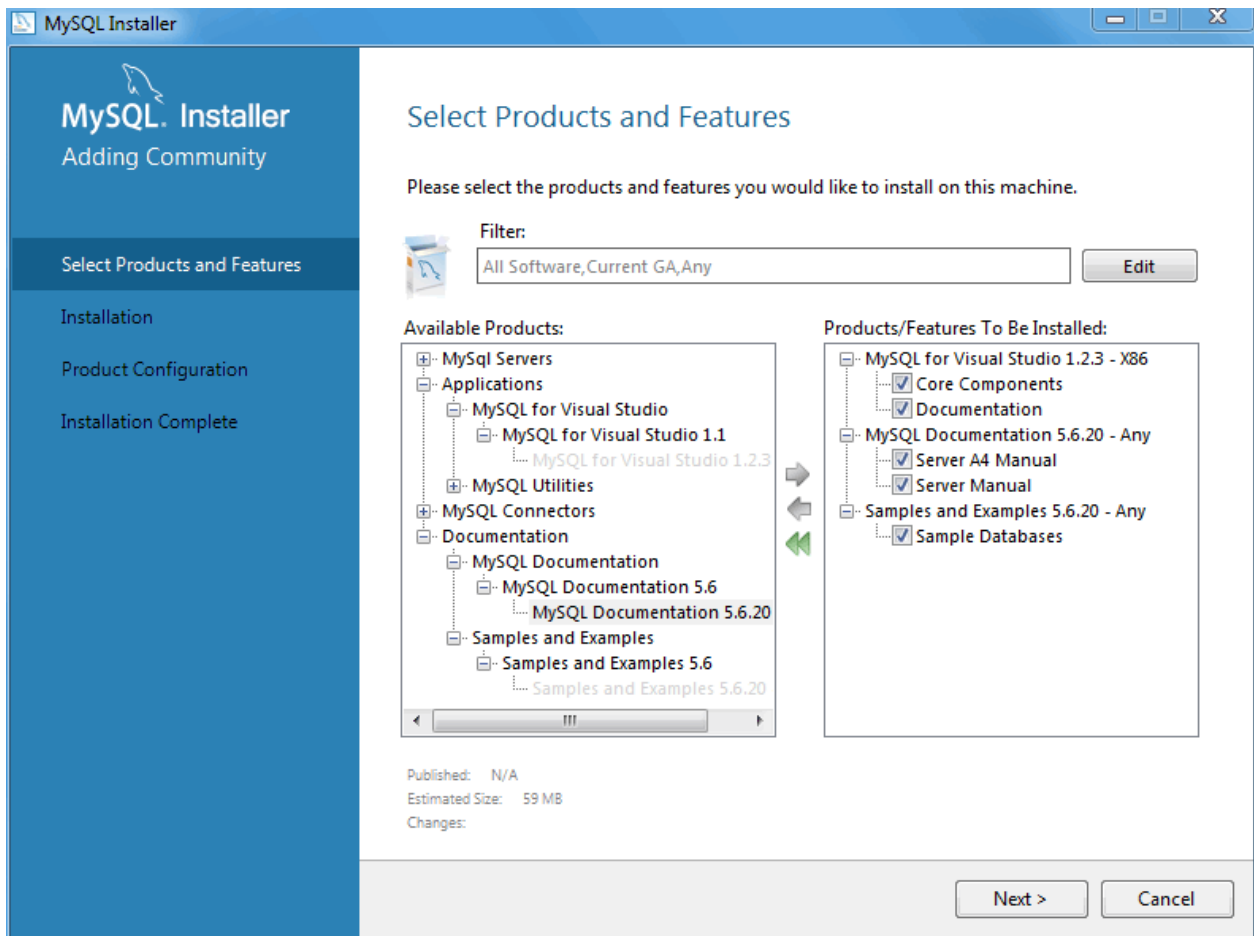 MySQL Installer
MySQL. Installer
Adding Community
Select Products and Features
Installation
Product Configuration
Installation Complete
Select Products and Features
Please select the products and features you would like to install on this machine.
Filter:
All Software,Current GA,Any
Edit
Available Products:
MySql Servers
Applications
MySQL for Visual Studio
MySQL for Visual Studio 1.1
MySQL for Visual Studio 1.2.3
MySQL Utilities
MySQL Connectors
Documentation
MySQL Documentation
MySQL Documentation 5.6
MySQL Documentation 5.6.20
Samples and Examples
Samples and Examples 5.6
Samples and Examples 5.6.20
Products/Features To Be Installed:
MySQL for Visual Studio 1.2.3 - X86
Core Components
Documentation
MySQL Documentation 5.6.20 - Any
Server A4 Manual
Server Manual
Samples and Examples 5.6.20 - Any
Sample Databases
Published: N/A
Estimated Size: 59 MB
Changes:
Next >
Cancel